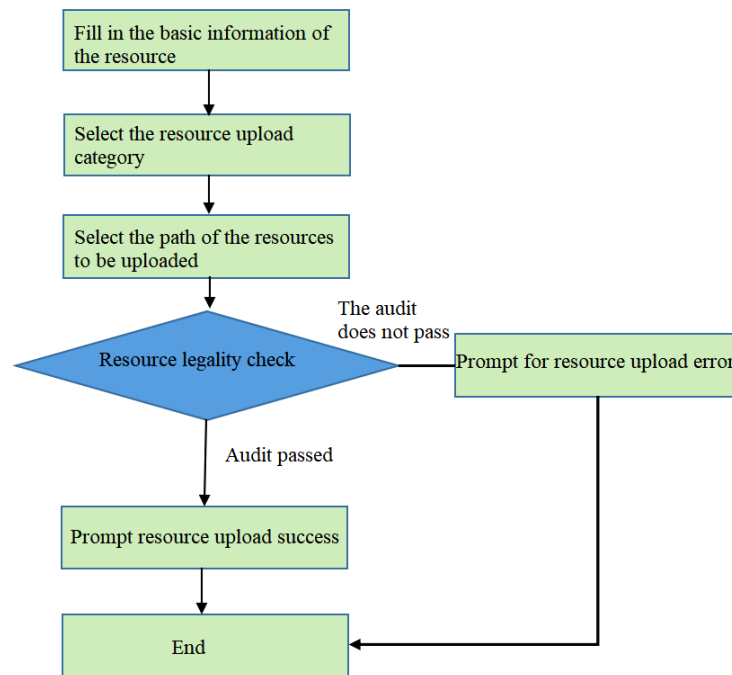 Fill in the basic information of
the resource
Select the resource upload
category
Select the path of the resources
to be uploaded
The audit
does not pass
Resource legality check
Prompt for resource upload error
Audit passed
Prompt resource upload success
End